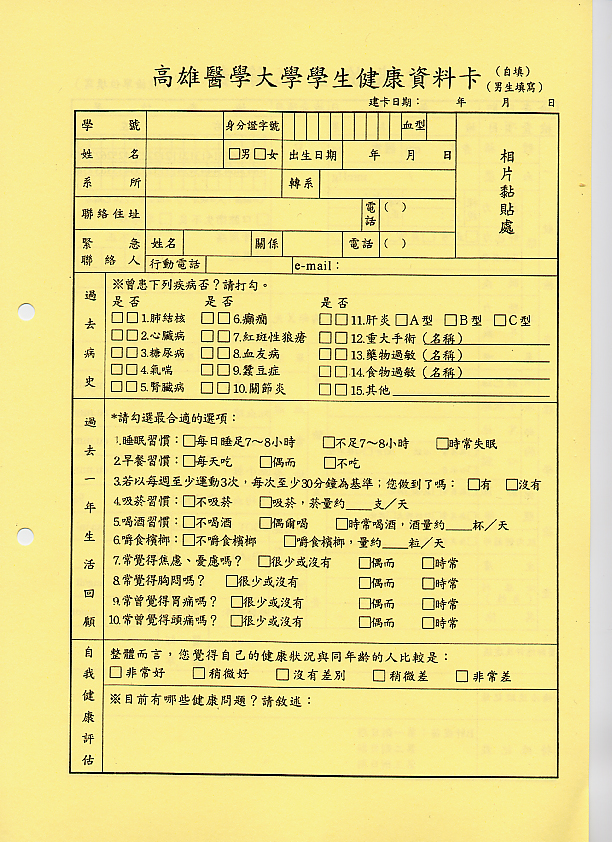 高雄醫學大學學生健康資料卡 (自填)(男生填寫)
建卡日期： 年 月 日
學號 身分證字號 血型
姓名 □男□女 出生日期 年 月 日
相片黏貼處
系所 轉系
聯絡住址 電話 ( )
緊急聯絡人 姓名 關係 電話 ( )
行動電話 e-mail：
過去病史
※曾患下列疾病否？請打勾。
是否 是否 是否
□□1.肺結核 □□6.癲癇 □□11.肝炎 □A型 □B型 □C型
□□2.心臟病 □□7.紅斑性狼瘡 □□12.重大手術(名稱)
□□3.糖尿病 □□8.血友病 □□13.藥物過敏(名稱)
□□4.氣喘 □□9.蠶豆症 □□14.食物過敏(名稱)
□□5.腎臟病 □□10.關節炎 □□15.其他
過去一年生活回顧
*請勾選最合適的選項：
1.睡眠習慣：□每日睡足7～8小時 □不足7～8小時 □時常失眠
2.早餐習慣：□每天吃 □偶而 □不吃
3.若以每週至少運動3次，每次至少30分鐘為基準；您做到了嗎：□有 □沒有
4.吸菸習慣：□不吸菸 □吸菸，菸量約____支／天
5.喝酒習慣：□不喝酒 □偶爾喝 □時常喝酒，酒量約____杯／天
6.嚼食檳榔：□不嚼食檳榔 □嚼食檳榔，量約____粒／天
7.常覺得焦慮、憂慮嗎？ □很少或沒有 □偶而 □時常
8.常覺得胸悶嗎？ □很少或沒有 □偶而 □時常
9.常曾覺得胃痛嗎？ □很少或沒有 □偶而 □時常
10.常曾覺得頭痛嗎？ □很少或沒有 □偶而 □時常
自我健康評估
整體而言，您覺得自己的健康狀況與同年齡的人比較是：
□ 非常好 □ 稍微好 □ 沒有差別 □ 稍微差 □ 非常差
※目前有哪些健康問題？請敘述：